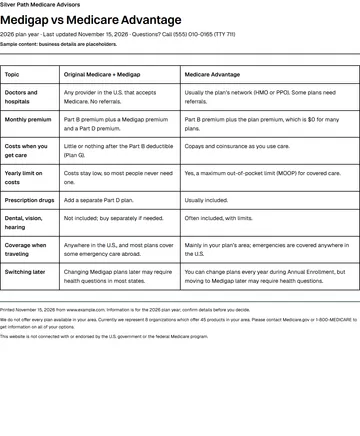 Silver Path Medicare Advisors
Medigap vs Medicare Advantage
2026 plan year · Last updated November 15, 2026 · Questions? Call (555) 010-0165 (TTY 711)
Sample content: business details are placeholders.
Topic
Original Medicare + Medigap
Medicare Advantage
Doctors and
hospitals
Any provider in the U.S. that accepts
Medicare. No referrals.
Usually the plan's network (HMO or PPO). Some plans need
referrals.
Monthly premium
Part B premium plus a Medigap premium
and a Part D premium.
Part B premium plus the plan premium, which is $0 for many
plans.
Costs when you
get care
Little or nothing after the Part B deductible
(Plan G).
Copays and coinsurance as you use care.
Yearly limit on
costs
Costs stay low, so most people never need
one.
Yes, a maximum out-of-pocket limit (MOOP) for covered care.
Prescription drugs
Add a separate Part D plan.
Usually included.
Dental, vision,
hearing
Not included; buy separately if needed.
Often included, with limits.
Coverage when
traveling
Anywhere in the U.S., and most plans cover
some emergency care abroad.
Mainly in your plan's area; emergencies are covered anywhere in
the U.S.
Switching later
Changing Medigap plans later may require
health questions in most states.
You can change plans every year during Annual Enrollment, but
moving to Medigap later may require health questions.
Printed November 15, 2026 from www.example.com. Information is for the 2026 plan year; confirm details before you decide.
We do not offer every plan available in your area. Currently we represent 8 organizations which offer 45 products in your area. Please contact Medicare.gov or 1-800-MEDICARE to
get information on all of your options.
This website is not connected with or endorsed by the U.S. government or the federal Medicare program.